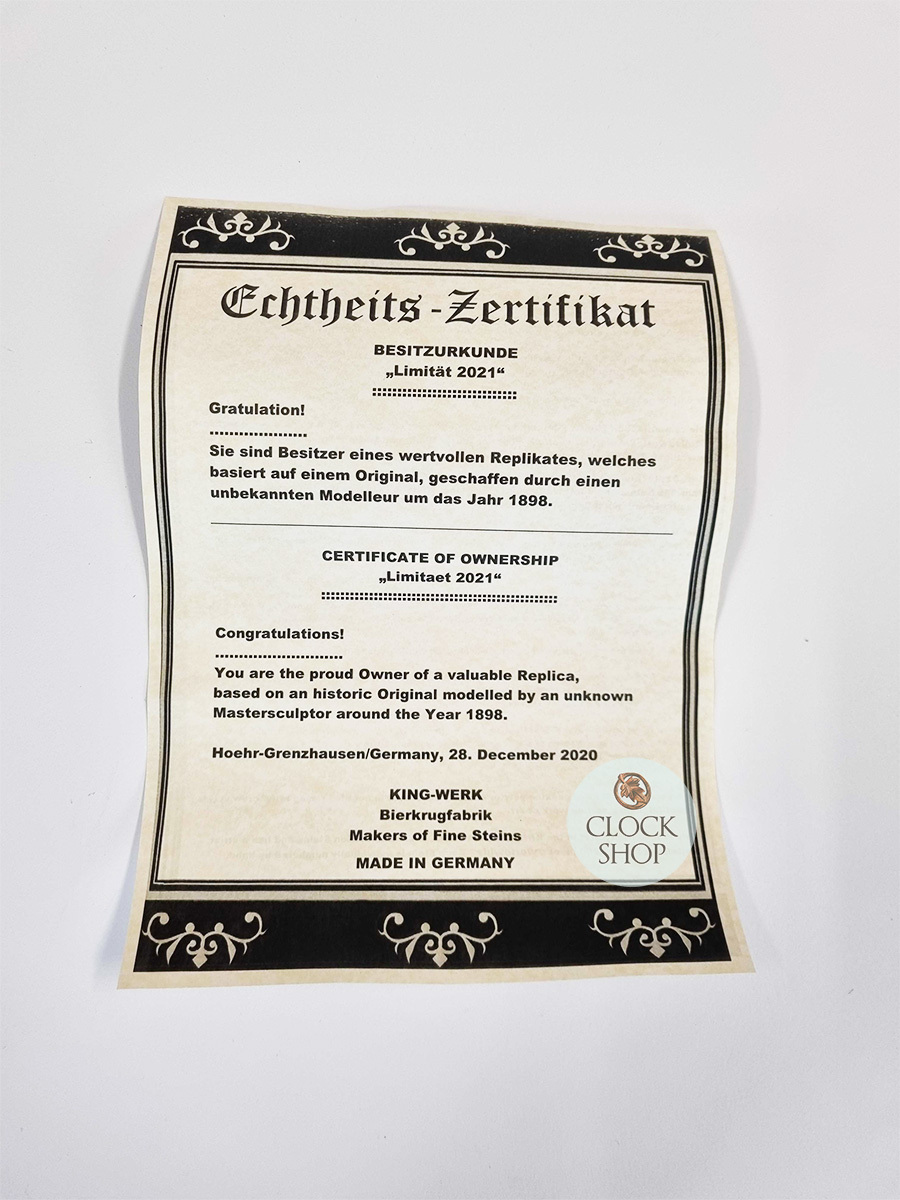 Echtheits-Zertifikat
BESITZURKUNDE
„Limität 2021“
Gratulation!
Sie sind Besitzer eines wertvollen Replikates, welches
basiert auf einem Original, geschaffen durch einen
unbekannten Modelleur um das Jahr 1898.
CERTIFICATE OF OWNERSHIP
„Limitaet 2021“
Congratulations!
You are the proud Owner of a valuable Replica,
based on an historic Original modelled by an unknown
Mastersculptor around the Year 1898.
Hoehr-Grenzhausen/Germany, 28. December 2020
KING-WERK
Bierkrugfabrik
Makers of Fine Steins
MADE IN GERMANY
CLOCK
SHOP